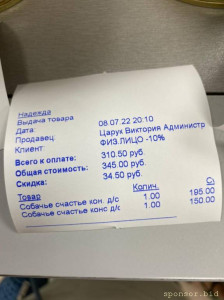 Надежда
Выдача товара
Дата: 08.07.22 20:10
Продавец: Царук Виктория Администр
Клиент: ФИЗ.ЛИЦО -10%
Всего к оплате: 310.50 руб.
Общая стоимость: 345.00 руб.
Скидка: 34.50 руб.
Товар Колич.
Собачье счастье кон. д/с 1.00 195.00
Собачье счастье конс д/с 1.00 150.00
sponsor.bid